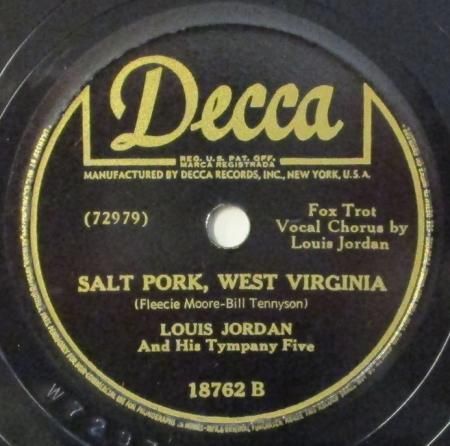 Decca
REG. U.S. PAT. OFF.
MARCA REGISTRADA
MANUFACTURED BY DECCA RECORDS, INC., NEW YORK, U.S.A.
(72979)
Fox Trot
Vocal Chorus by
Louis Jordan
SALT PORK, WEST VIRGINIA
(Fleecie Moore-Bill Tennyson)
LOUIS JORDAN
And His Tympany Five
18762 B